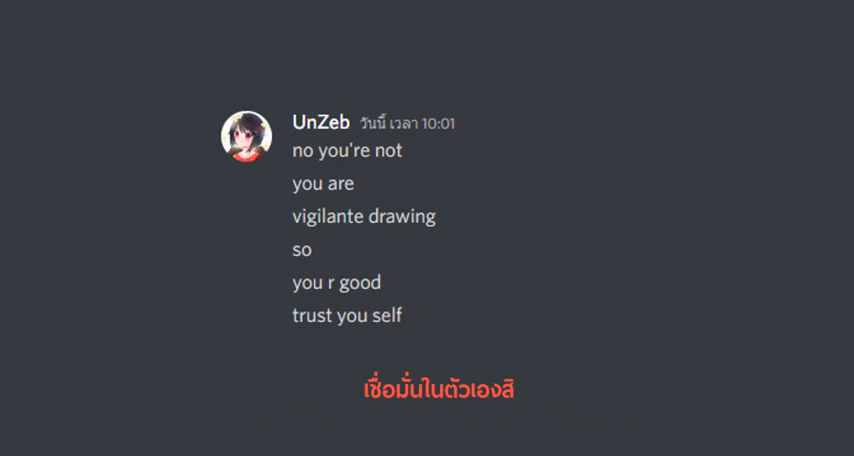 UnZeb วันนี้ เวลา 10:01
no you're not
you are
vigilante drawing
so
you r good
trust you self
เชื่อมั่นในตัวเองสิ